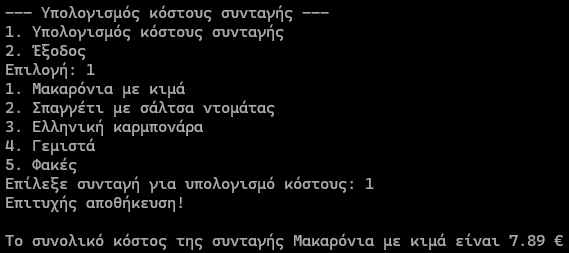 --- Υπολογισμός κόστους συνταγής ---
1. Υπολογισμός κόστους συνταγής
2. Έξοδος
Επιλογή: 1
1. Μακαρόνια με κιμά
2. Σπαγγέτι με σάλτσα ντομάτας
3. Ελληνική καρμπονάρα
4. Γεμιστά
5. Φακές
Επίλεξε συνταγή για υπολογισμό κόστους: 1
Επιτυχής αποθήκευση!
Το συνολικό κόστος της συνταγής Μακαρόνια με κιμά είναι 7.89 €